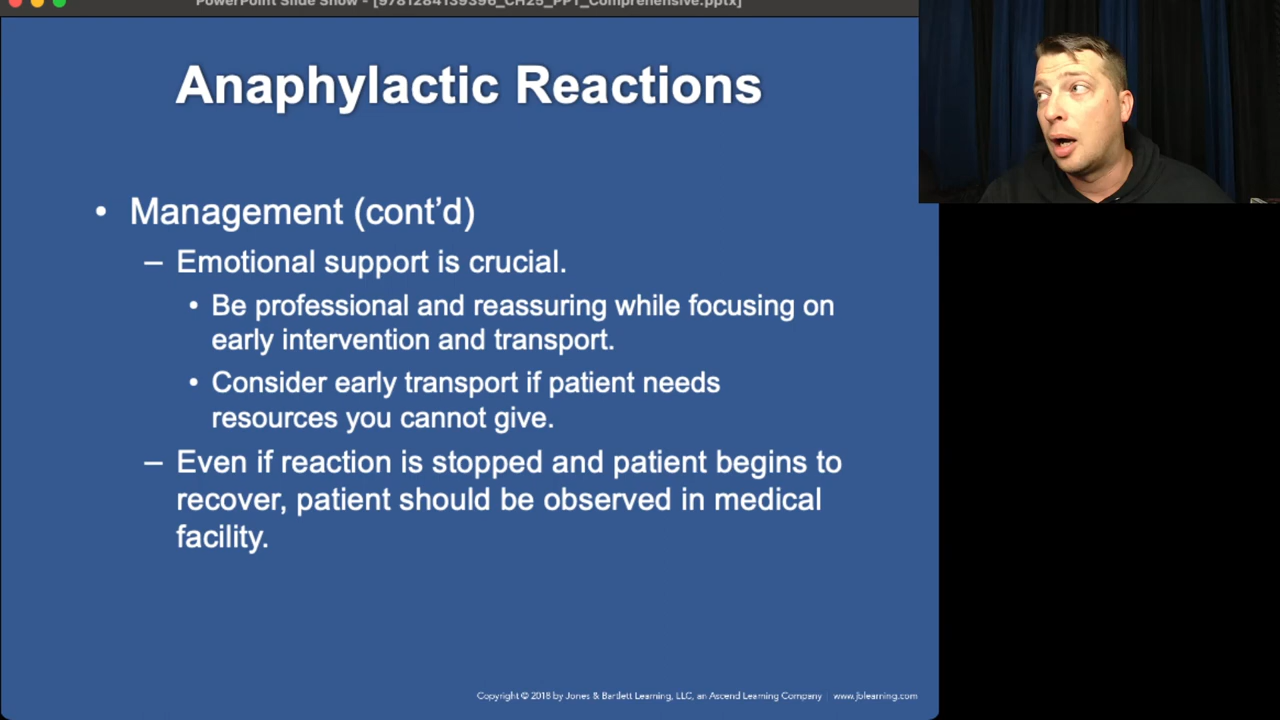 PowerPoint Slide Show - [9781284139396_CH25_PPT_Comprehensive.pptx]
Anaphylactic Reactions
• Management (cont’d)
– Emotional support is crucial.
• Be professional and reassuring while focusing on
early intervention and transport.
• Consider early transport if patient needs
resources you cannot give.
– Even if reaction is stopped and patient begins to
recover, patient should be observed in medical
facility.
Copyright © 2018 by Jones & Bartlett Learning, LLC, an Ascend Learning Company | www.jblearning.com